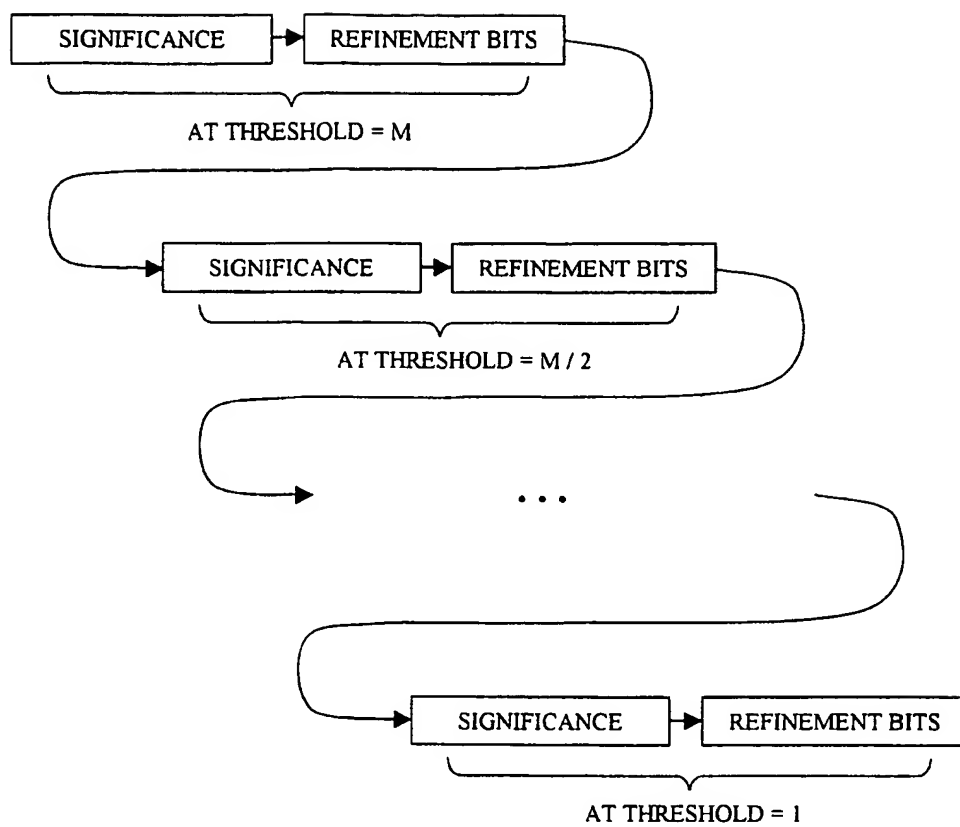 SIGNIFICANCE REFINEMENT BITS
AT THRESHOLD = M
SIGNIFICANCE REFINEMENT BITS
AT THRESHOLD = M / 2
...
SIGNIFICANCE REFINEMENT BITS
AT THRESHOLD = 1